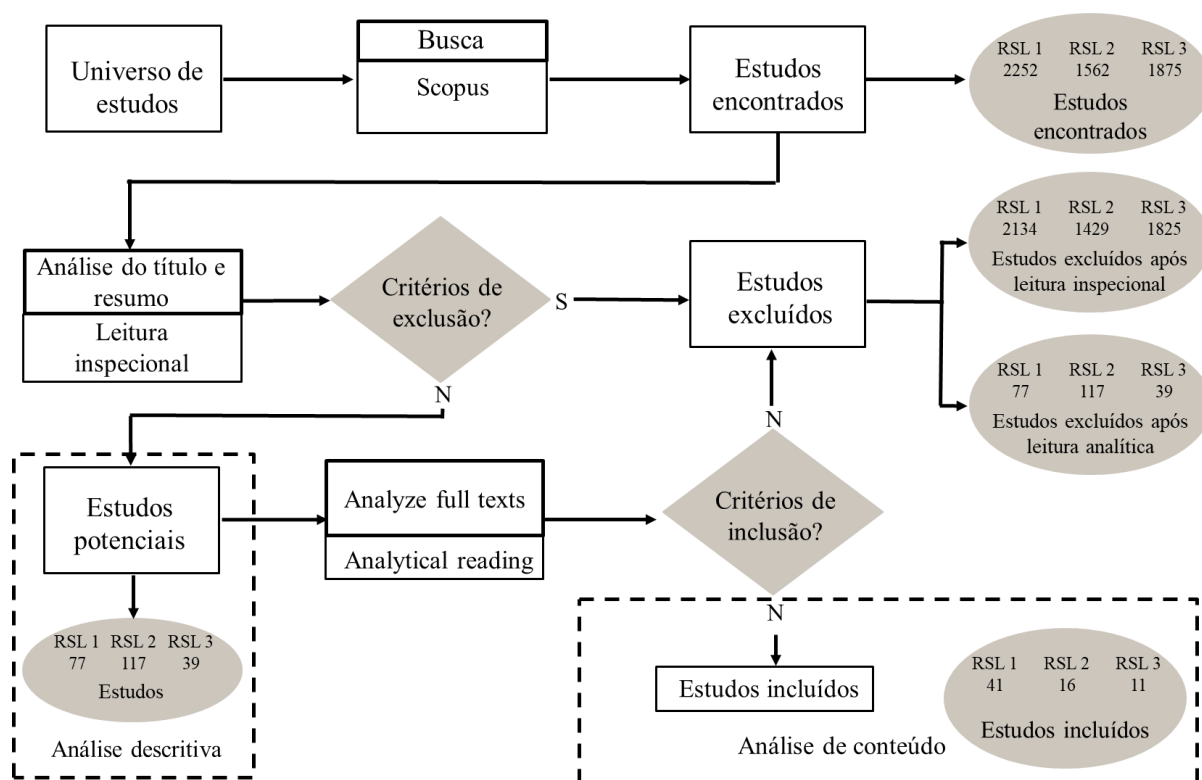 Universo de
estudos
Busca
Scopus
Estudos
encontrados
RSL 1 RSL 2 RSL 3
2252 1562 1875
Estudos
encontrados
Análise do título e
resumo
Leitura
inspecional
Critérios de
exclusão?
S
N
Estudos
excluídos
RSL 1 RSL 2 RSL 3
2134 1429 1825
Estudos excluídos após
leitura inspecional
RSL 1 RSL 2 RSL 3
77 117 39
Estudos excluídos após
leitura analítica
Estudos
potenciais
RSL 1 RSL 2 RSL 3
77 117 39
Estudos
Análise descritiva
Analyze full texts
Analytical reading
N
Critérios de
inclusão?
N
Estudos incluídos
RSL 1 RSL 2 RSL 3
41 16 11
Estudos incluídos
Análise de conteúdo